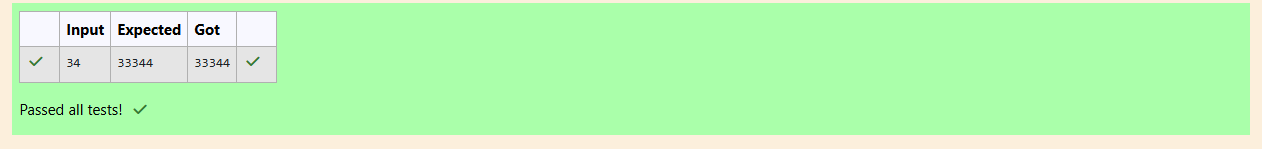 Input Expected Got
34 33344 33344
Passed all tests!